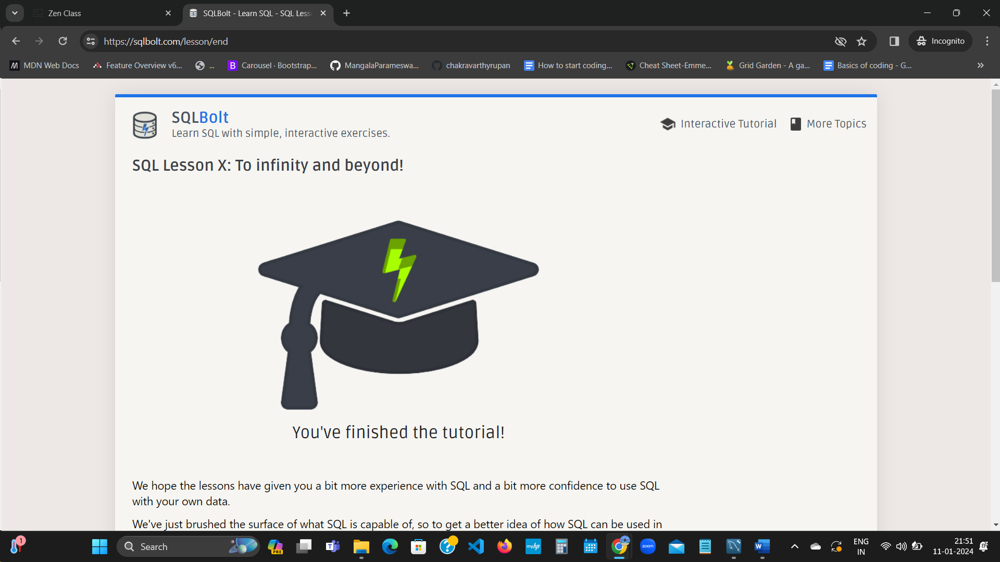 Zen Class
SQLBolt - Learn SQL - SQL Less
https://sqlbolt.com/lesson/end
Incognito
MDN Web Docs
Feature Overview v6...
...
B
Carousel · Bootstrap...
MangalaParameswa...
chakravarthyrupan
How to start coding...
Cheat Sheet-Emme...
Grid Garden - A ga...
Basics of coding - G...
SQLBolt
Learn SQL with simple, interactive exercises.
Interactive Tutorial
More Topics
SQL Lesson X: To infinity and beyond!
You've finished the tutorial!
We hope the lessons have given you a bit more experience with SQL and a bit more confidence to use SQL
with your own data.
We've just brushed the surface of what SQL is capable of, so to get a better idea of how SQL can be used in
1
Search
PRE
myhp
zoom
W
ENG
IN
21:51
11-01-2024